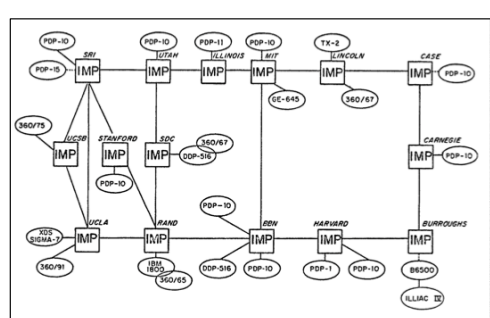 PDP-10
PDP-10
PDP-11
PDP-10
TX-2
SRI
UTAH
ILLINOIS
MIT
LINCOLN
CASE
IMP
IMP
IMP
IMP
IMP
IMP
PDP-10
PDP-15
GE-645
360/67
360/75
UCSB
STANFORD
SDC
360/67
CARNEGIE
IMP
IMP
IMP
DDP-516
IMP
PDP-10
PDP-10
PDP-10
UCLA
RAND
BBN
HARVARD
BURROUGHS
XDS
SIGMA-7
IMP
IMP
IMP
IMP
IMP
360/91
IBM
1800
360/65
DDP-516
PDP-10
PDP-1
PDP-10
B6500
ILLIAC IV